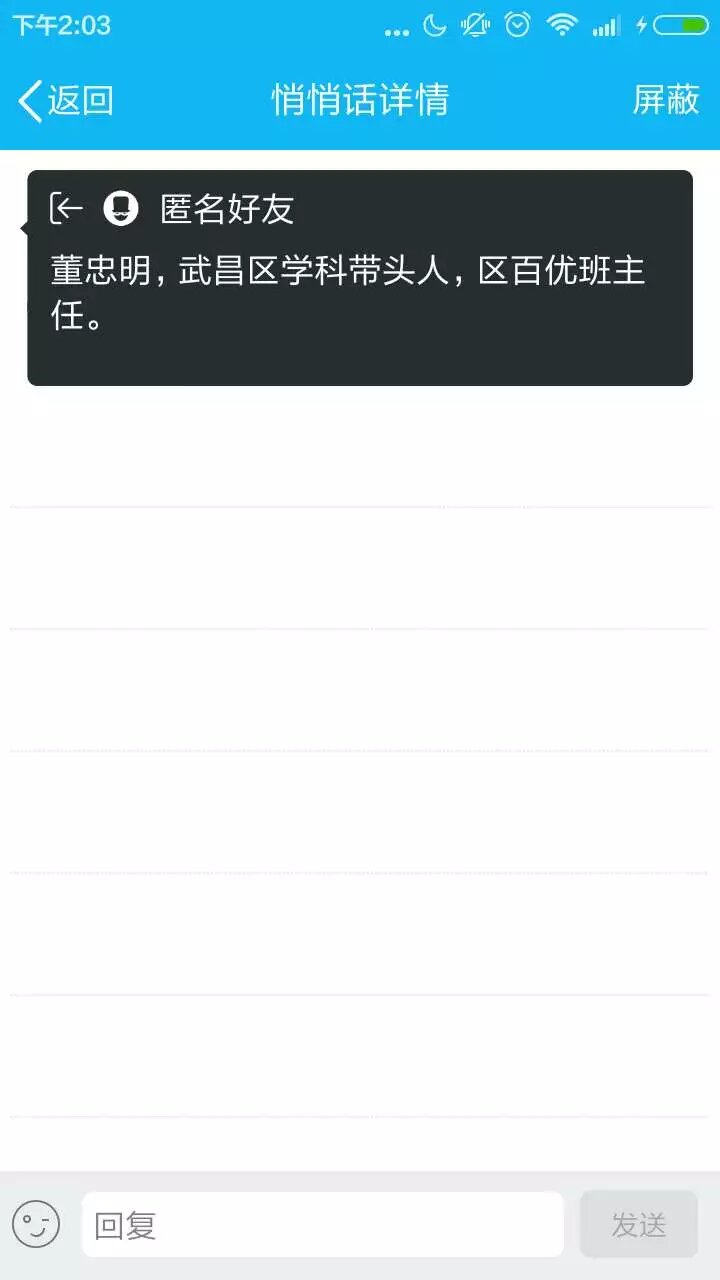 下午2:03
返回 悄悄话详情 屏蔽
匿名好友
董忠明，武昌区学科带头人，区百优班主
任。
回复 发送